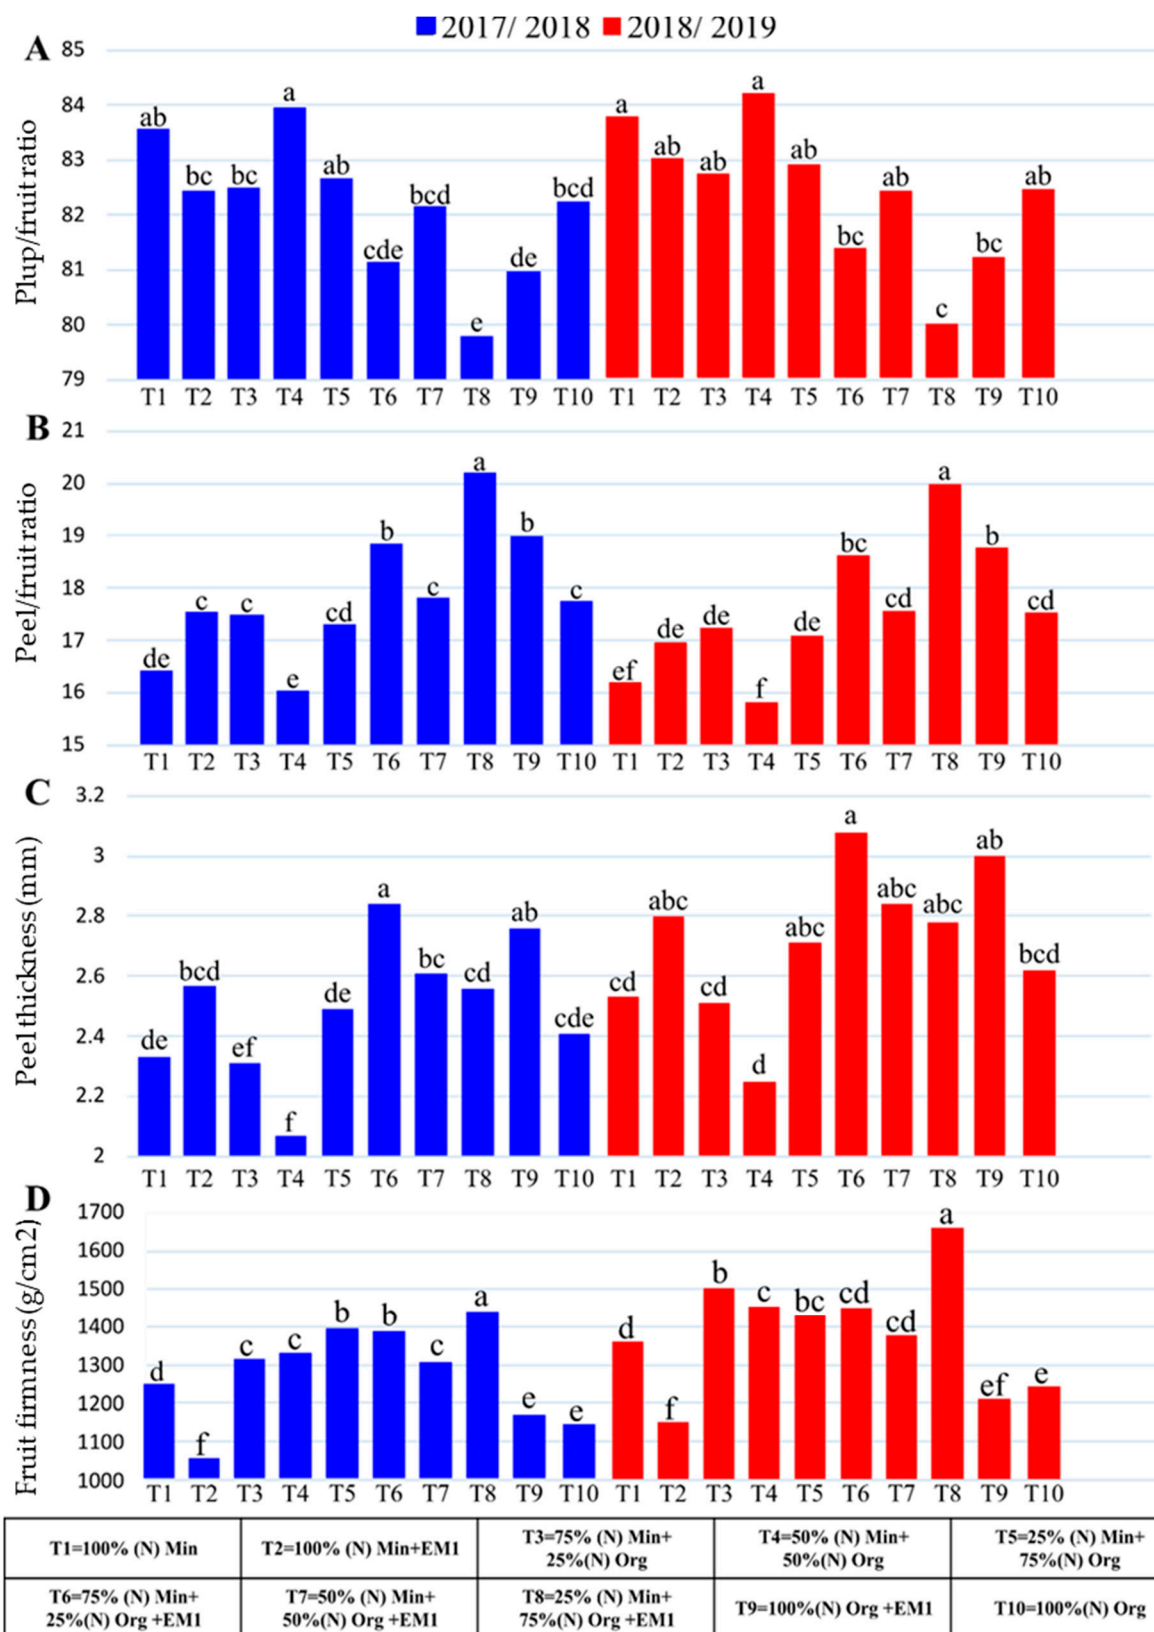 2017/ 2018 2018/ 2019
A
Plup/fruit ratio
85
84
83
82
81
80
79
ab bc bc a ab cde bcd e de bcd a ab ab a ab bc ab c bc ab
T1 T2 T3 T4 T5 T6 T7 T8 T9 T10 T1 T2 T3 T4 T5 T6 T7 T8 T9 T10
B
Peel/fruit ratio
21
20
19
18
17
16
15
de c c e cd b c a b c ef de de f de bc cd a b cd
T1 T2 T3 T4 T5 T6 T7 T8 T9 T10 T1 T2 T3 T4 T5 T6 T7 T8 T9 T10
C
Peel thickness (mm)
3.2
3
2.8
2.6
2.4
2.2
2
de bcd ef f de a bc cd ab cde cd abc cd d abc a abc abc ab bcd
T1 T2 T3 T4 T5 T6 T7 T8 T9 T10 T1 T2 T3 T4 T5 T6 T7 T8 T9 T10
D
Fruit firmness (g/cm2)
1700
1600
1500
1400
1300
1200
1100
1000
d f c c b b c a e e d f b c bc cd cd a ef e
T1 T2 T3 T4 T5 T6 T7 T8 T9 T10 T1 T2 T3 T4 T5 T6 T7 T8 T9 T10
T1=100% (N) Min
T2=100% (N) Min+EM1
T3=75% (N) Min+
25%(N) Org
T4=50% (N) Min+
50%(N) Org
T5=25% (N) Min+
75%(N) Org
T6=75% (N) Min+
25%(N) Org +EM1
T7=50% (N) Min+
50%(N) Org +EM1
T8=25% (N) Min+
75%(N) Org +EM1
T9=100%(N) Org +EM1
T10=100%(N) Org